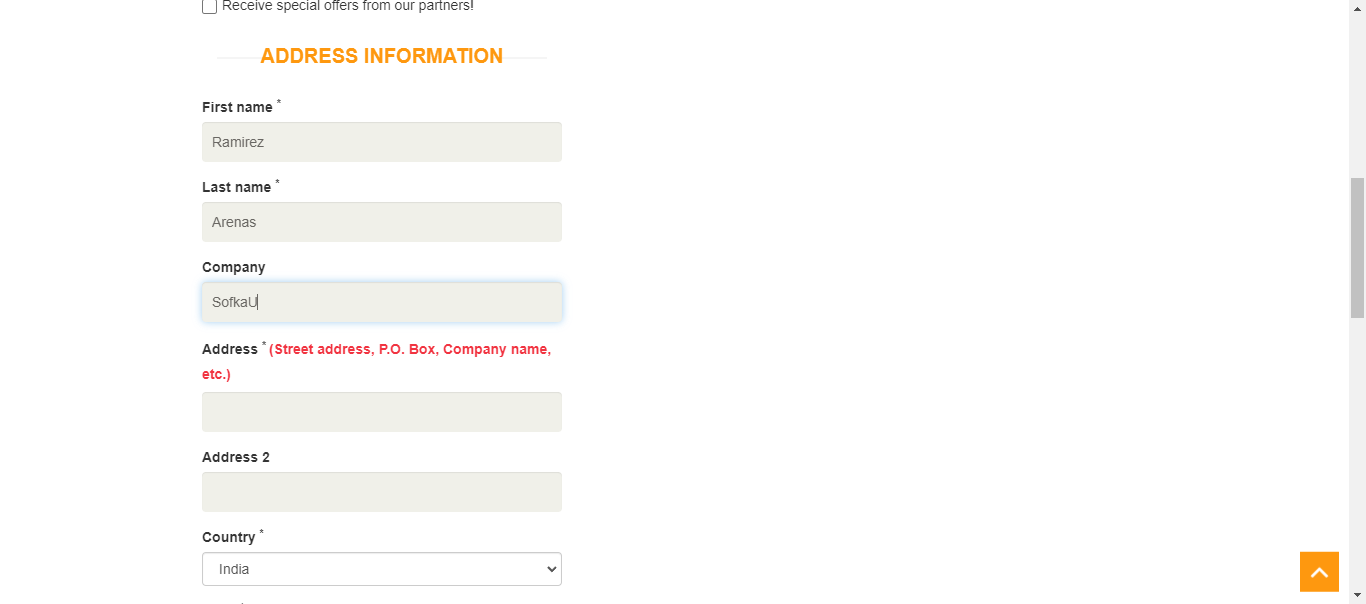 Receive special offers from our partners!
ADDRESS INFORMATION
First name *
Ramirez
Last name *
Arenas
Company
SofkaU
Address * (Street address, P.O. Box, Company name,
etc.)
Address 2
Country *
India